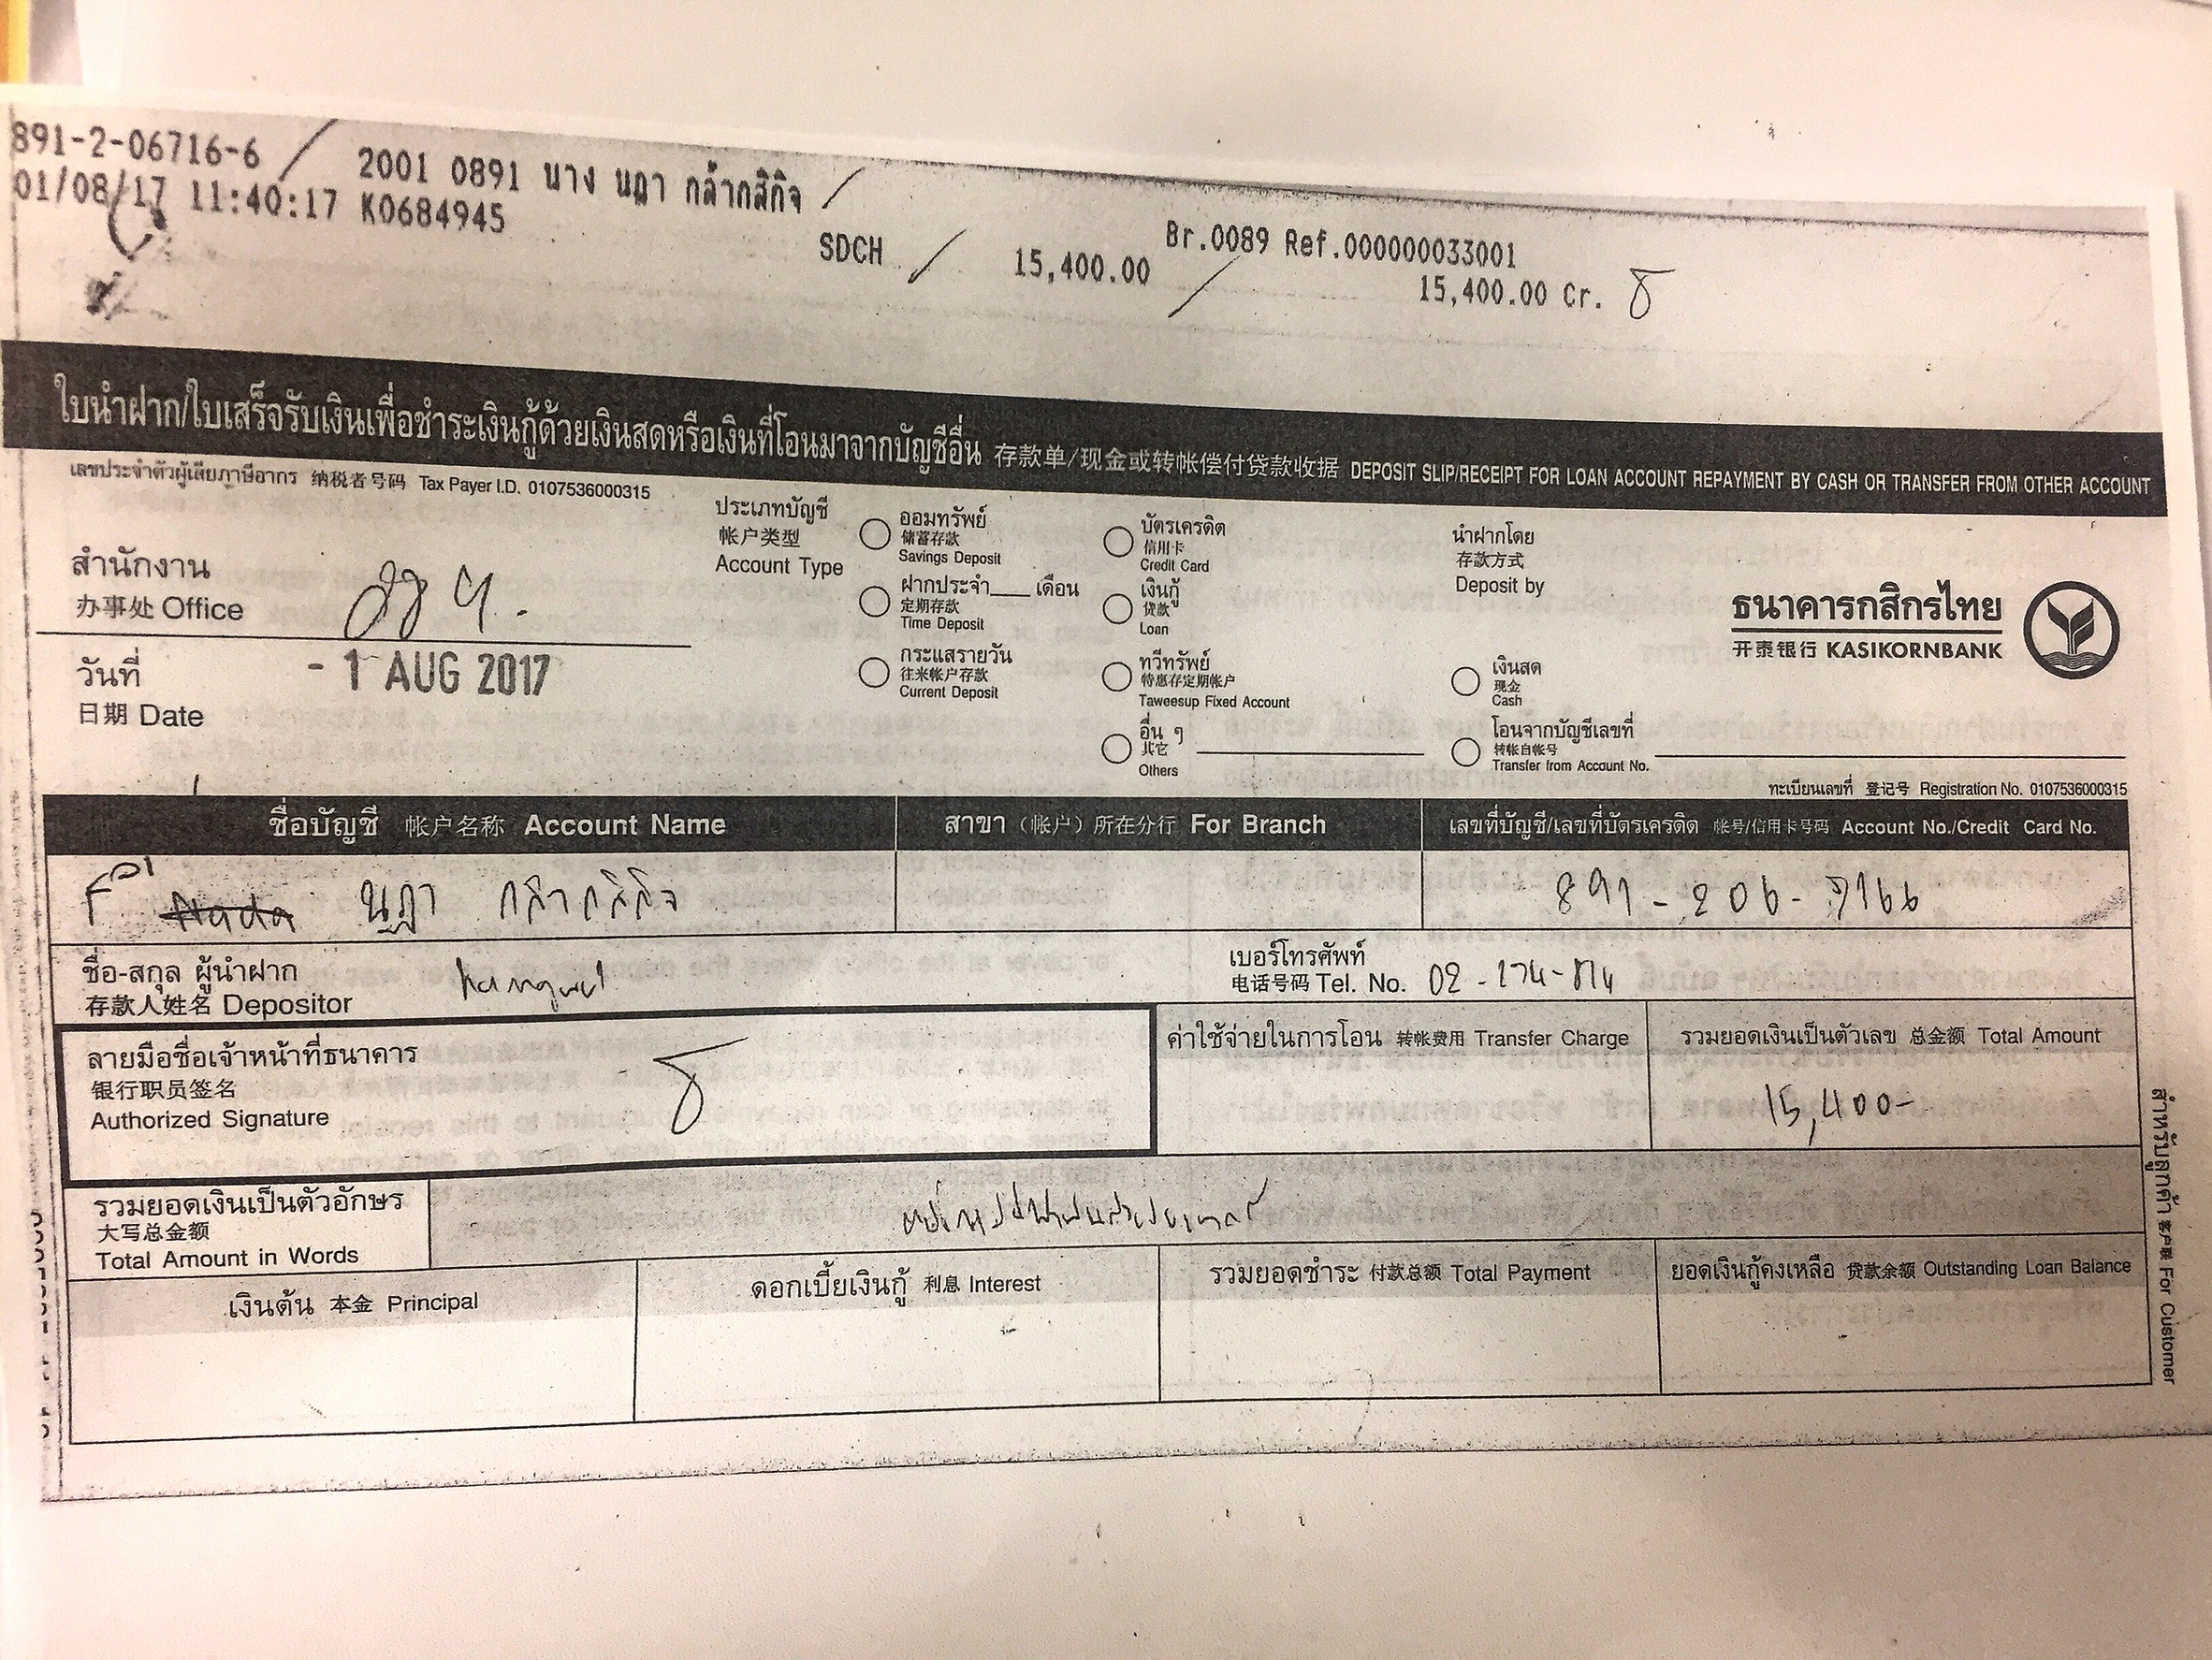 891-2-06716-6 / 2001 0891 นาง นฎา กล้ากสิกิจ /
01/08/17 11:40:17 K0684945
Br.0089 Ref.000000033001
SDCH / 15,400.00 / 15,400.00 Cr.
ใบนำฝาก/ใบเสร็จรับเงินเพื่อชำระเงินกู้ด้วยเงินสดหรือเงินที่โอนมาจากบัญชีอื่น 存款单/现金或转帐偿付贷款收据 DEPOSIT SLIP/RECEIPT FOR LOAN ACCOUNT REPAYMENT BY CASH OR TRANSFER FROM OTHER ACCOUNT
เลขประจำตัวผู้เสียภาษีอากร 纳税者号码 Tax Payer I.D. 0107536000315
สำนักงาน
办事处 Office
วันที่
日期 Date
- 1 AUG 2017
ประเภทบัญชี
帐户类型
Account Type
ออมทรัพย์
储蓄存款
Savings Deposit
ฝากประจำ____เดือน
定期存款
Time Deposit
กระแสรายวัน
往来帐户存款
Current Deposit
บัตรเครดิต
信用卡
Credit Card
เงินกู้
贷款
Loan
ทวีทรัพย์
特惠存定期帐户
Taweesup Fixed Account
อื่น ๆ
其它
Others
นำฝากโดย
存款方式
Deposit by
เงินสด
现金
Cash
โอนจากบัญชีเลขที่
转帐自帐号
Transfer from Account No.
ธนาคารกสิกรไทย
开泰银行 KASIKORNBANK
ทะเบียนเลขที่ 登记号 Registration No. 0107536000315
ชื่อบัญชี 帐户名称 Account Name
สาขา (帐户) 所在分行 For Branch
เลขที่บัญชี/เลขที่บัตรเครดิต 帐号/信用卡号码 Account No./Credit Card No.
นฎา กล้ากสิกิจ
891-206-7166
ชื่อ-สกุล ผู้นำฝาก
存款人姓名 Depositor
เบอร์โทรศัพท์
电话号码 Tel. No.
ลายมือชื่อเจ้าหน้าที่ธนาคาร
银行职员签名
Authorized Signature
ค่าใช้จ่ายในการโอน 转帐费用 Transfer Charge
รวมยอดเงินเป็นตัวเลข 总金额 Total Amount
15,400-
รวมยอดเงินเป็นตัวอักษร
大写总金额
Total Amount in Words
เงินต้น 本金 Principal
ดอกเบี้ยเงินกู้ 利息 Interest
รวมยอดชำระ 付款总额 Total Payment
ยอดเงินกู้คงเหลือ 贷款余额 Outstanding Loan Balance
สำหรับลูกค้า 客户联 For Customer